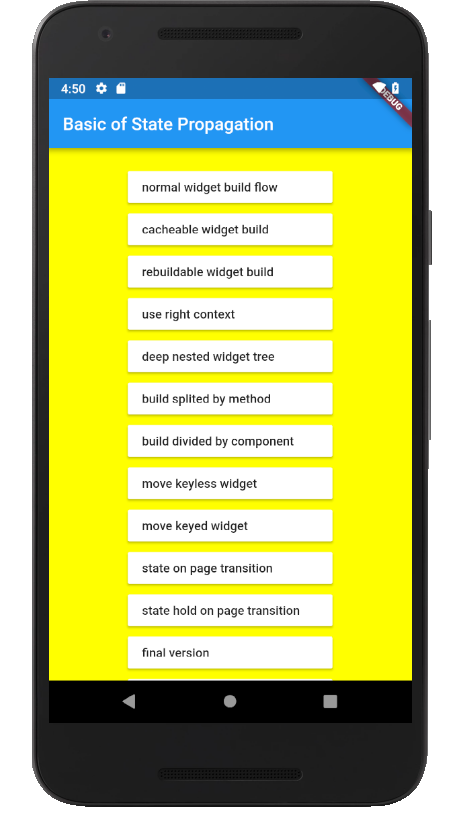 4:50
DEBUG
Basic of State Propagation
normal widget build flow
cacheable widget build
rebuildable widget build
use right context
deep nested widget tree
build splited by method
build divided by component
move keyless widget
move keyed widget
state on page transition
state hold on page transition
final version